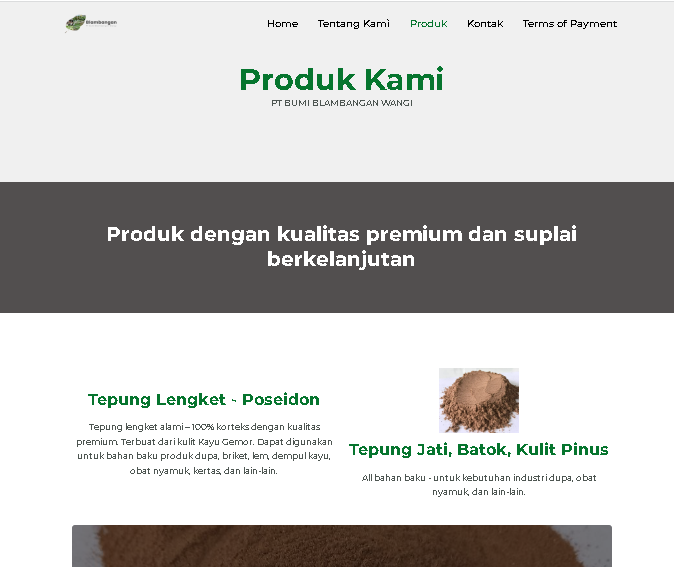 Blambangan
Home Tentang Kami Produk Kontak Terms of Payment
Produk Kami
PT BUMI BLAMBANGAN WANGI
Produk dengan kualitas premium dan suplai
berkelanjutan
Tepung Lengket - Poseidon
Tepung lengket alami – 100% korteks dengan kualitas
premium. Terbuat dari kulit Kayu Gemor. Dapat digunakan
untuk bahan baku produk dupa, briket, lem, dempul kayu,
obat nyamuk, kertas, dan lain-lain.
Tepung Jati, Batok, Kulit Pinus
All bahan baku - untuk kebutuhan industri dupa, obat
nyamuk, dan lain-lain.